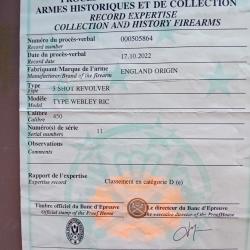 ARMES HISTORIQUES ET DE COLLECTION
RECORD EXPERTISE
COLLECTION AND HISTORY FIREARMS
Numéro du procès-verbal 000505864
Record number
Date du procès-verbal 17.10.2022
Record date
Fabriquant/Marque de l'arme ENGLAND ORIGIN
Manufacturer/Brand of the firearm
Type 5 SHOT REVOLVER
Type
Modèle TYPE WEBLEY RIC
Model
Calibre 450
Calibre
Numéro(s) de série 11
Serial number(s)
Observations
Comments
Rapport de l'expertise Classement en catégorie D (e)
Expertise record
Timbre officiel du Banc d'Epreuve Le directeur du Banc d'Epreuve
Official stamp of the Proof House The executive director of the ProofHouse